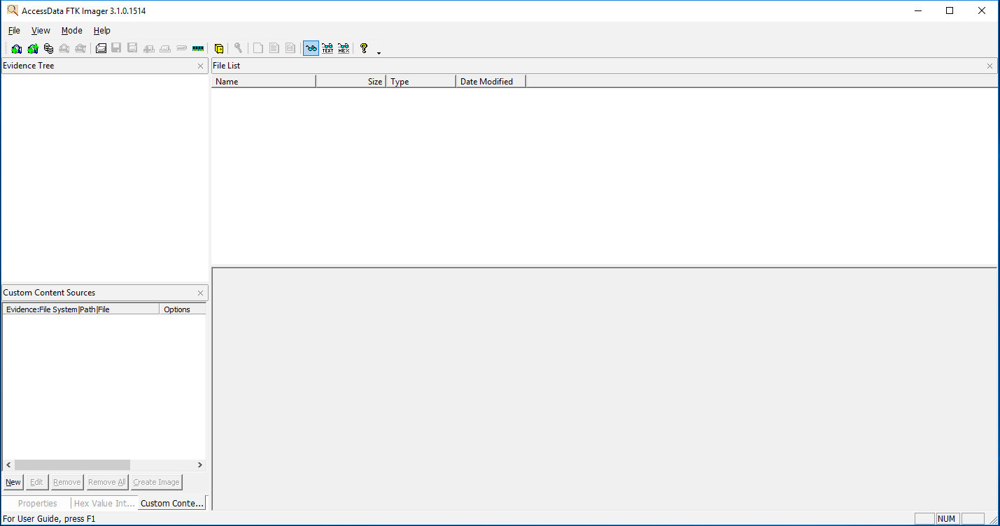 AccessData FTK Imager 3.1.0.1514
File View Mode Help
TEXT HEX ?
Evidence Tree
File List
Name Size Type Date Modified
Custom Content Sources
Evidence:File System|Path|File Options
New Edit Remove Remove All Create Image
Properties Hex Value Int... Custom Conte...
For User Guide, press F1
NUM